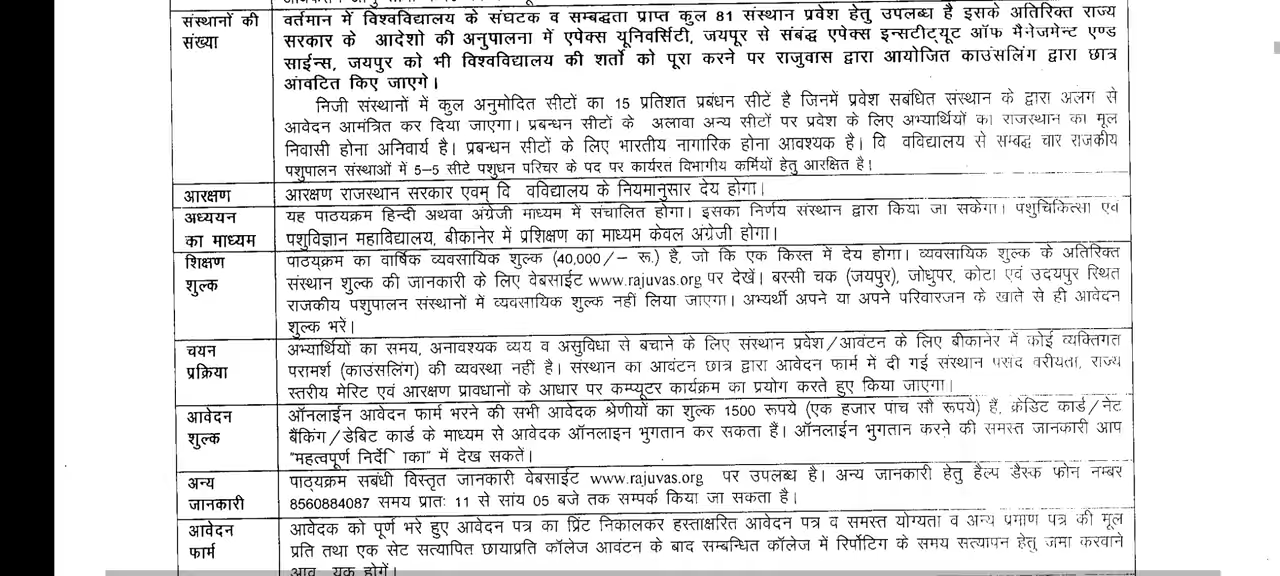 संस्थानों की संख्या
वर्तमान में विश्वविद्यालय के संघटक व सम्बद्धता प्राप्त कुल 81 संस्थान प्रवेश हेतु उपलब्ध है इसके अतिरिक्त राज्य
सरकार के आदेशो की अनुपालना में एपेक्स यूनिवर्सिटी, जयपूर से संबंद्ध एपेक्स इन्सटीट्यूट ऑफ मैनेजमेन्ट एण्ड
साईन्स, जयपुर को भी विश्वविद्यालय की शर्तो को पूरा करने पर राजुवास द्वारा आयोजित काउंसलिंग द्वारा छात्र
आंवटित किए जाएगे।
निजी संस्थानों में कुल अनुमोदित सीटों का 15 प्रतिशत प्रबंधन सीटें है जिनमें प्रवेश सबंधित संस्थान के द्वारा अलग से
आवेदन आमंत्रित कर दिया जाएगा। प्रबन्धन सीटों के अलावा अन्य सीटों पर प्रवेश के लिए अभ्यार्थियों का राजस्थान का मूल
निवासी होना अनिवार्य है। प्रबन्धन सीटों के लिए भारतीय नागारिक होना आवश्यक है। वि वविद्यालय से सम्बद्ध चार राजकीय
पशुपालन संस्थाओं में 5–5 सीटे पशुधन परिचर के पद पर कार्यरत विभागीय कर्मियों हेतु आरक्षित है।
आरक्षण
आरक्षण राजस्थान सरकार एवम् वि वविद्यालय के नियमानुसार देय होगा।
अध्ययन का माध्यम
यह पाठयक्रम हिन्दी अथवा अंग्रेजी माध्यम में संचालित होगा। इसका निर्णय संस्थान द्वारा किया जा सकेगा। पशुचिकित्सा एवं
पशुविज्ञान महाविद्यालय, बीकानेर में प्रशिक्षण का माध्यम केवल अंग्रेजी होगा।
शिक्षण शुल्क
पाठय्क्रम का वार्षिक व्यवसायिक शुल्क (40,000/– रू.) है, जो कि एक किस्त में देय होगा। व्यवसायिक शुल्क के अतिरिक्त
संस्थान शुल्क की जानकारी के लिए वेबसाईट www.rajuvas.org पर देखें। बस्सी चक (जयपुर), जोधुपर, कोटा एवं उदयपुर स्थित
राजकीय पशुपालन संस्थानों में व्यवसायिक शुल्क नहीं लिया जाएगा। अभ्यर्थी अपने या अपने परिवारजन के खाते से ही आवेदन
शुल्क भरें।
चयन प्रक्रिया
अभ्यार्थियों का समय, अनावश्यक व्यय व असुविधा से बचाने के लिए संस्थान प्रवेश/आवंटन के लिए बीकानेर में कोई व्यक्तिगत
परामर्श (काउंसलिंग) की व्यवस्था नहीं है। संस्थान का आवंटन छात्र द्वारा आवेदन फार्म में दी गई संस्थान पसंद वरीयता, राज्य
स्तरीय मेरिट एवं आरक्षण प्रावधानों के आधार पर कम्प्यूटर कार्यक्रम का प्रयोग करते हुए किया जाएगा।
आवेदन शुल्क
ऑनलाईन आवेदन फार्म भरने की सभी आवेदक श्रेणीयों का शुल्क 1500 रूपये (एक हजार पांच सौ रूपये) हैं, क्रेडिट कार्ड/नेट
बैंकिंग/डेबिट कार्ड के माध्यम से आवेदक ऑनलाइन भुगतान कर सकता हैं। ऑनलाईन भुगतान करने की समस्त जानकारी आप
"महत्वपूर्ण निर्दे िाका" में देख सकतें।
अन्य जानकारी
पाठ्यक्रम सबंधी विस्तृत जानकारी वेबसाईट www.rajuvas.org पर उपलब्ध है। अन्य जानकारी हेतु हैल्प डैस्क फोन नम्बर
8560884087 समय प्रातः 11 से सांय 05 बजे तक सम्पर्क किया जा सकता है।
आवेदन फार्म
आवेदक को पूर्ण भरे हुए आवेदन पत्र का प्रिंट निकालकर हस्ताक्षरित आवेदन पत्र व समस्त योग्यता व अन्य प्रमाण पत्र की मूल
प्रति तथा एक सेट सत्यापित छायाप्रति कॉलेज आवंटन के बाद सम्बन्धित कॉलेज में रिर्पोटिंग के समय सत्यापन हेतु जमा करवाने
आव यक होगें।